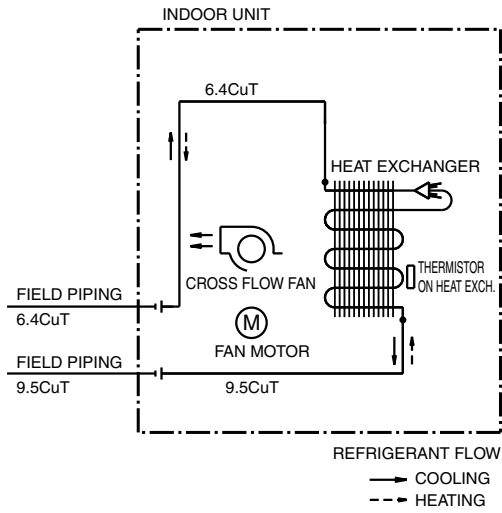 INDOOR UNIT
6.4CuT
HEAT EXCHANGER
CROSS FLOW FAN
THERMISTOR
ON HEAT EXCH.
FIELD PIPING
6.4CuT
M
FAN MOTOR
FIELD PIPING
9.5CuT
9.5CuT
REFRIGERANT FLOW
COOLING
HEATING